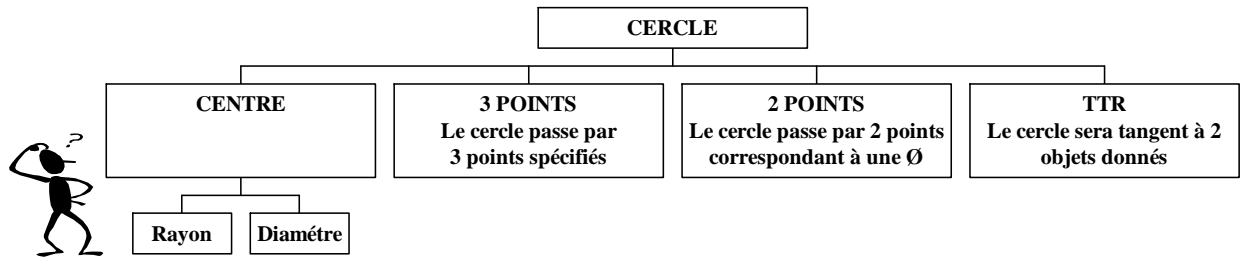 CERCLE
CENTRE
3 POINTS
Le cercle passe par
3 points spécifiés
2 POINTS
Le cercle passe par 2 points
correspondant à une Ø
TTR
Le cercle sera tangent à 2
objets donnés
?
Rayon
Diamétre